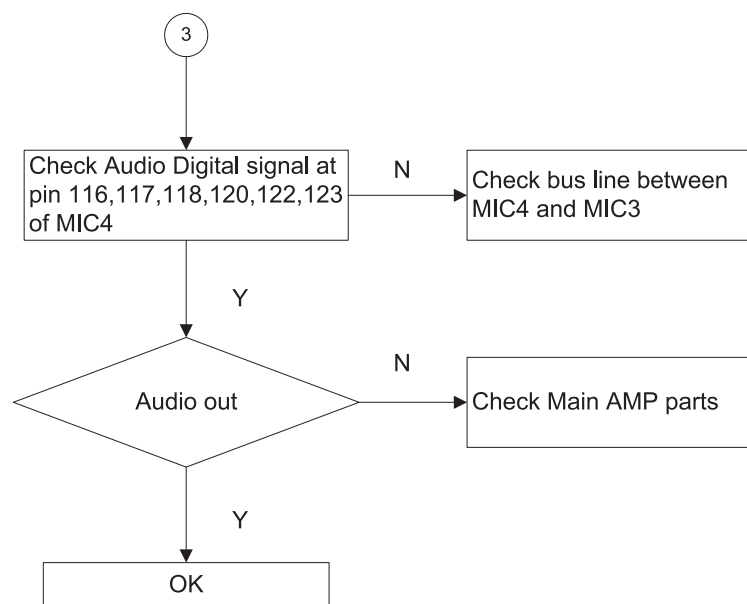 3
Check Audio Digital signal at
pin 116,117,118,120,122,123
of MIC4
N
Check bus line between
MIC4 and MIC3
Y
Audio out
N
Check Main AMP parts
Y
OK